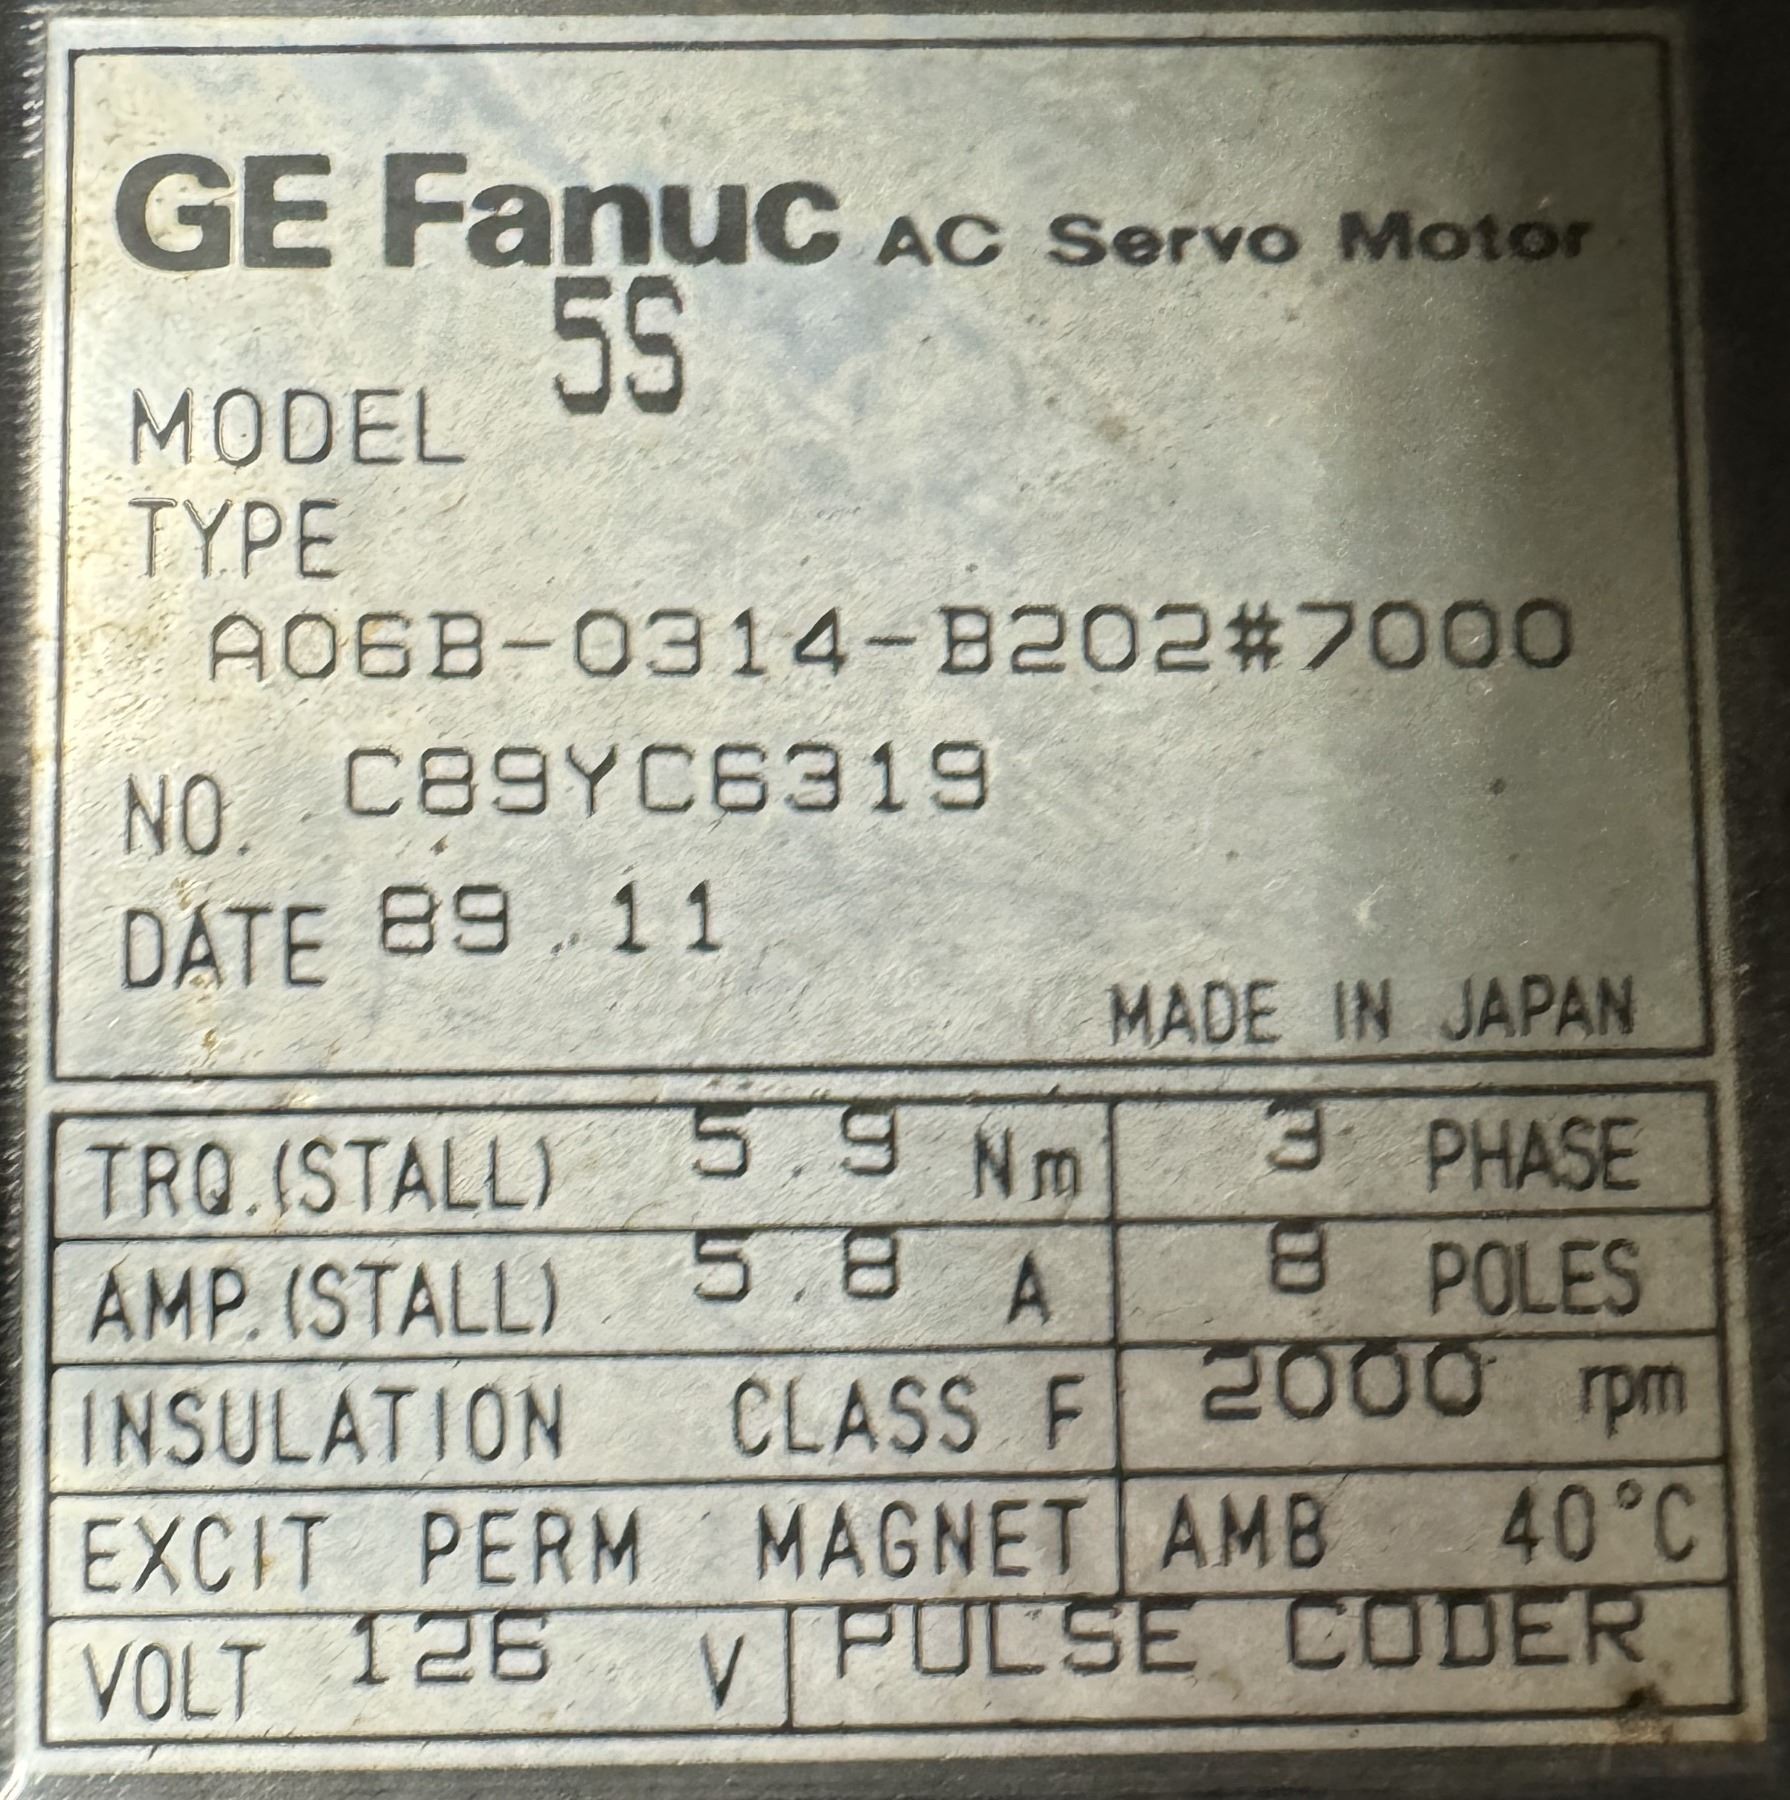 GE Fanuc AC Servo Motor
MODEL 5S
TYPE
A06B-0314-B202#7000
NO. C89YC6319
DATE 89.11
MADE IN JAPAN
TRQ.(STALL) 5.9 Nm 3 PHASE
AMP.(STALL) 5.8 A 8 POLES
INSULATION CLASS F 2000 rpm
EXCIT PERM MAGNET AMB 40°C
VOLT 126 V PULSE CODER